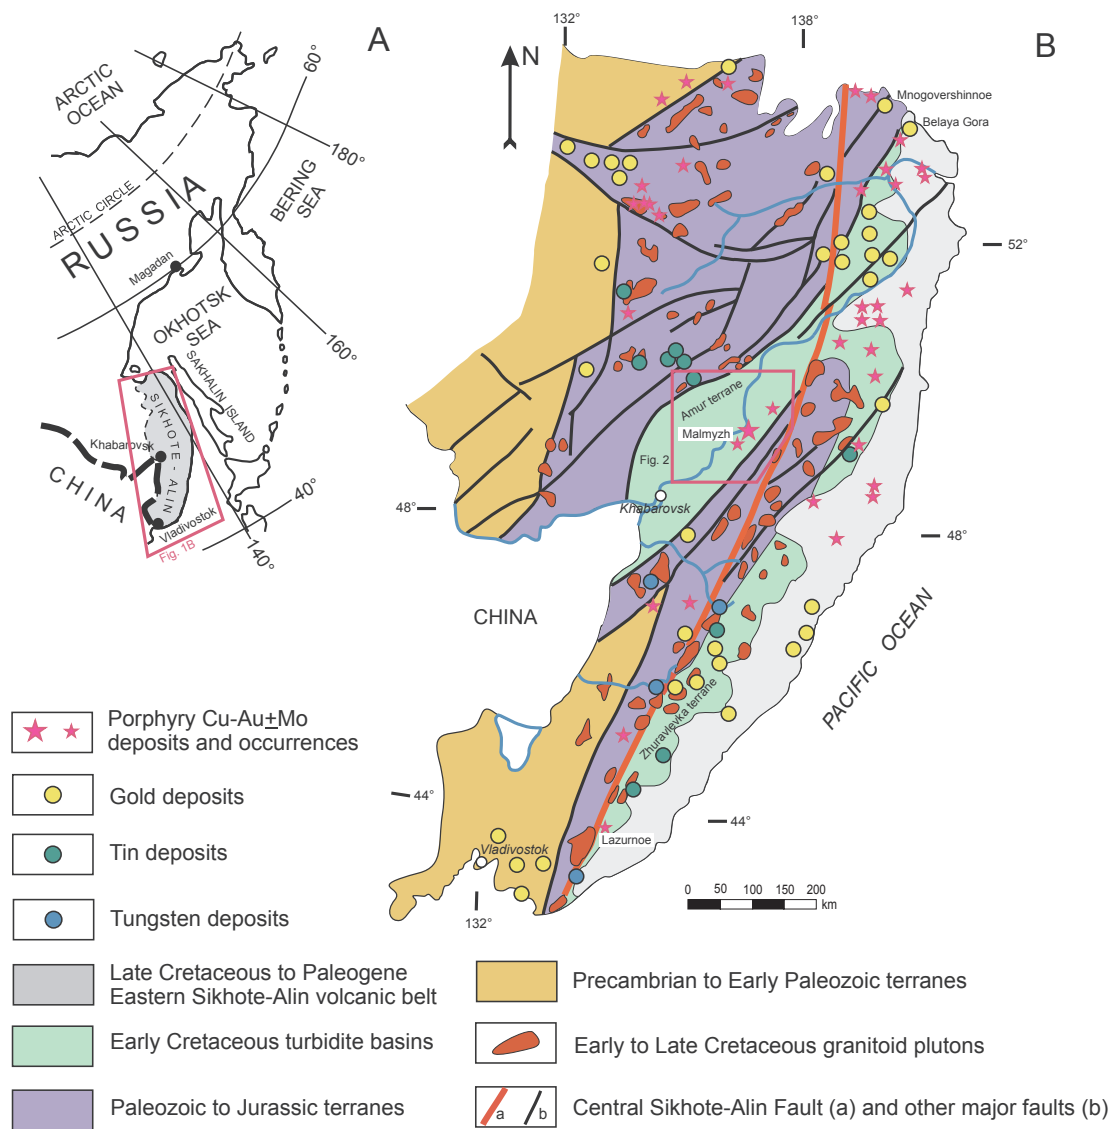 A
ARCTIC
OCEAN
60°
180°
ARCTIC CIRCLE
RUSSIA
BERING
SEA
Magadan
OKHOTSK
SEA
160°
SAKHALIN ISLAND
SIKHOTE - ALIN
Khabarovsk
CHINA
Vladivostok
40°
140°
Fig. 1B
B
132°
138°
N
Mnogovershinnoe
Belaya Gora
52°
Amur terrane
Malmyzh
Fig. 2
Khabarovsk
48°
48°
CHINA
PACIFIC OCEAN
Zhuravlevka terrane
44°
44°
Lazurnoe
Vladivostok
132°
0 50 100 150 200
km
Porphyry Cu-Au±Mo
deposits and occurrences
Gold deposits
Tin deposits
Tungsten deposits
Late Cretaceous to Paleogene
Eastern Sikhote-Alin volcanic belt
Early Cretaceous turbidite basins
Paleozoic to Jurassic terranes
Precambrian to Early Paleozoic terranes
Early to Late Cretaceous granitoid plutons
a b
Central Sikhote-Alin Fault (a) and other major faults (b)